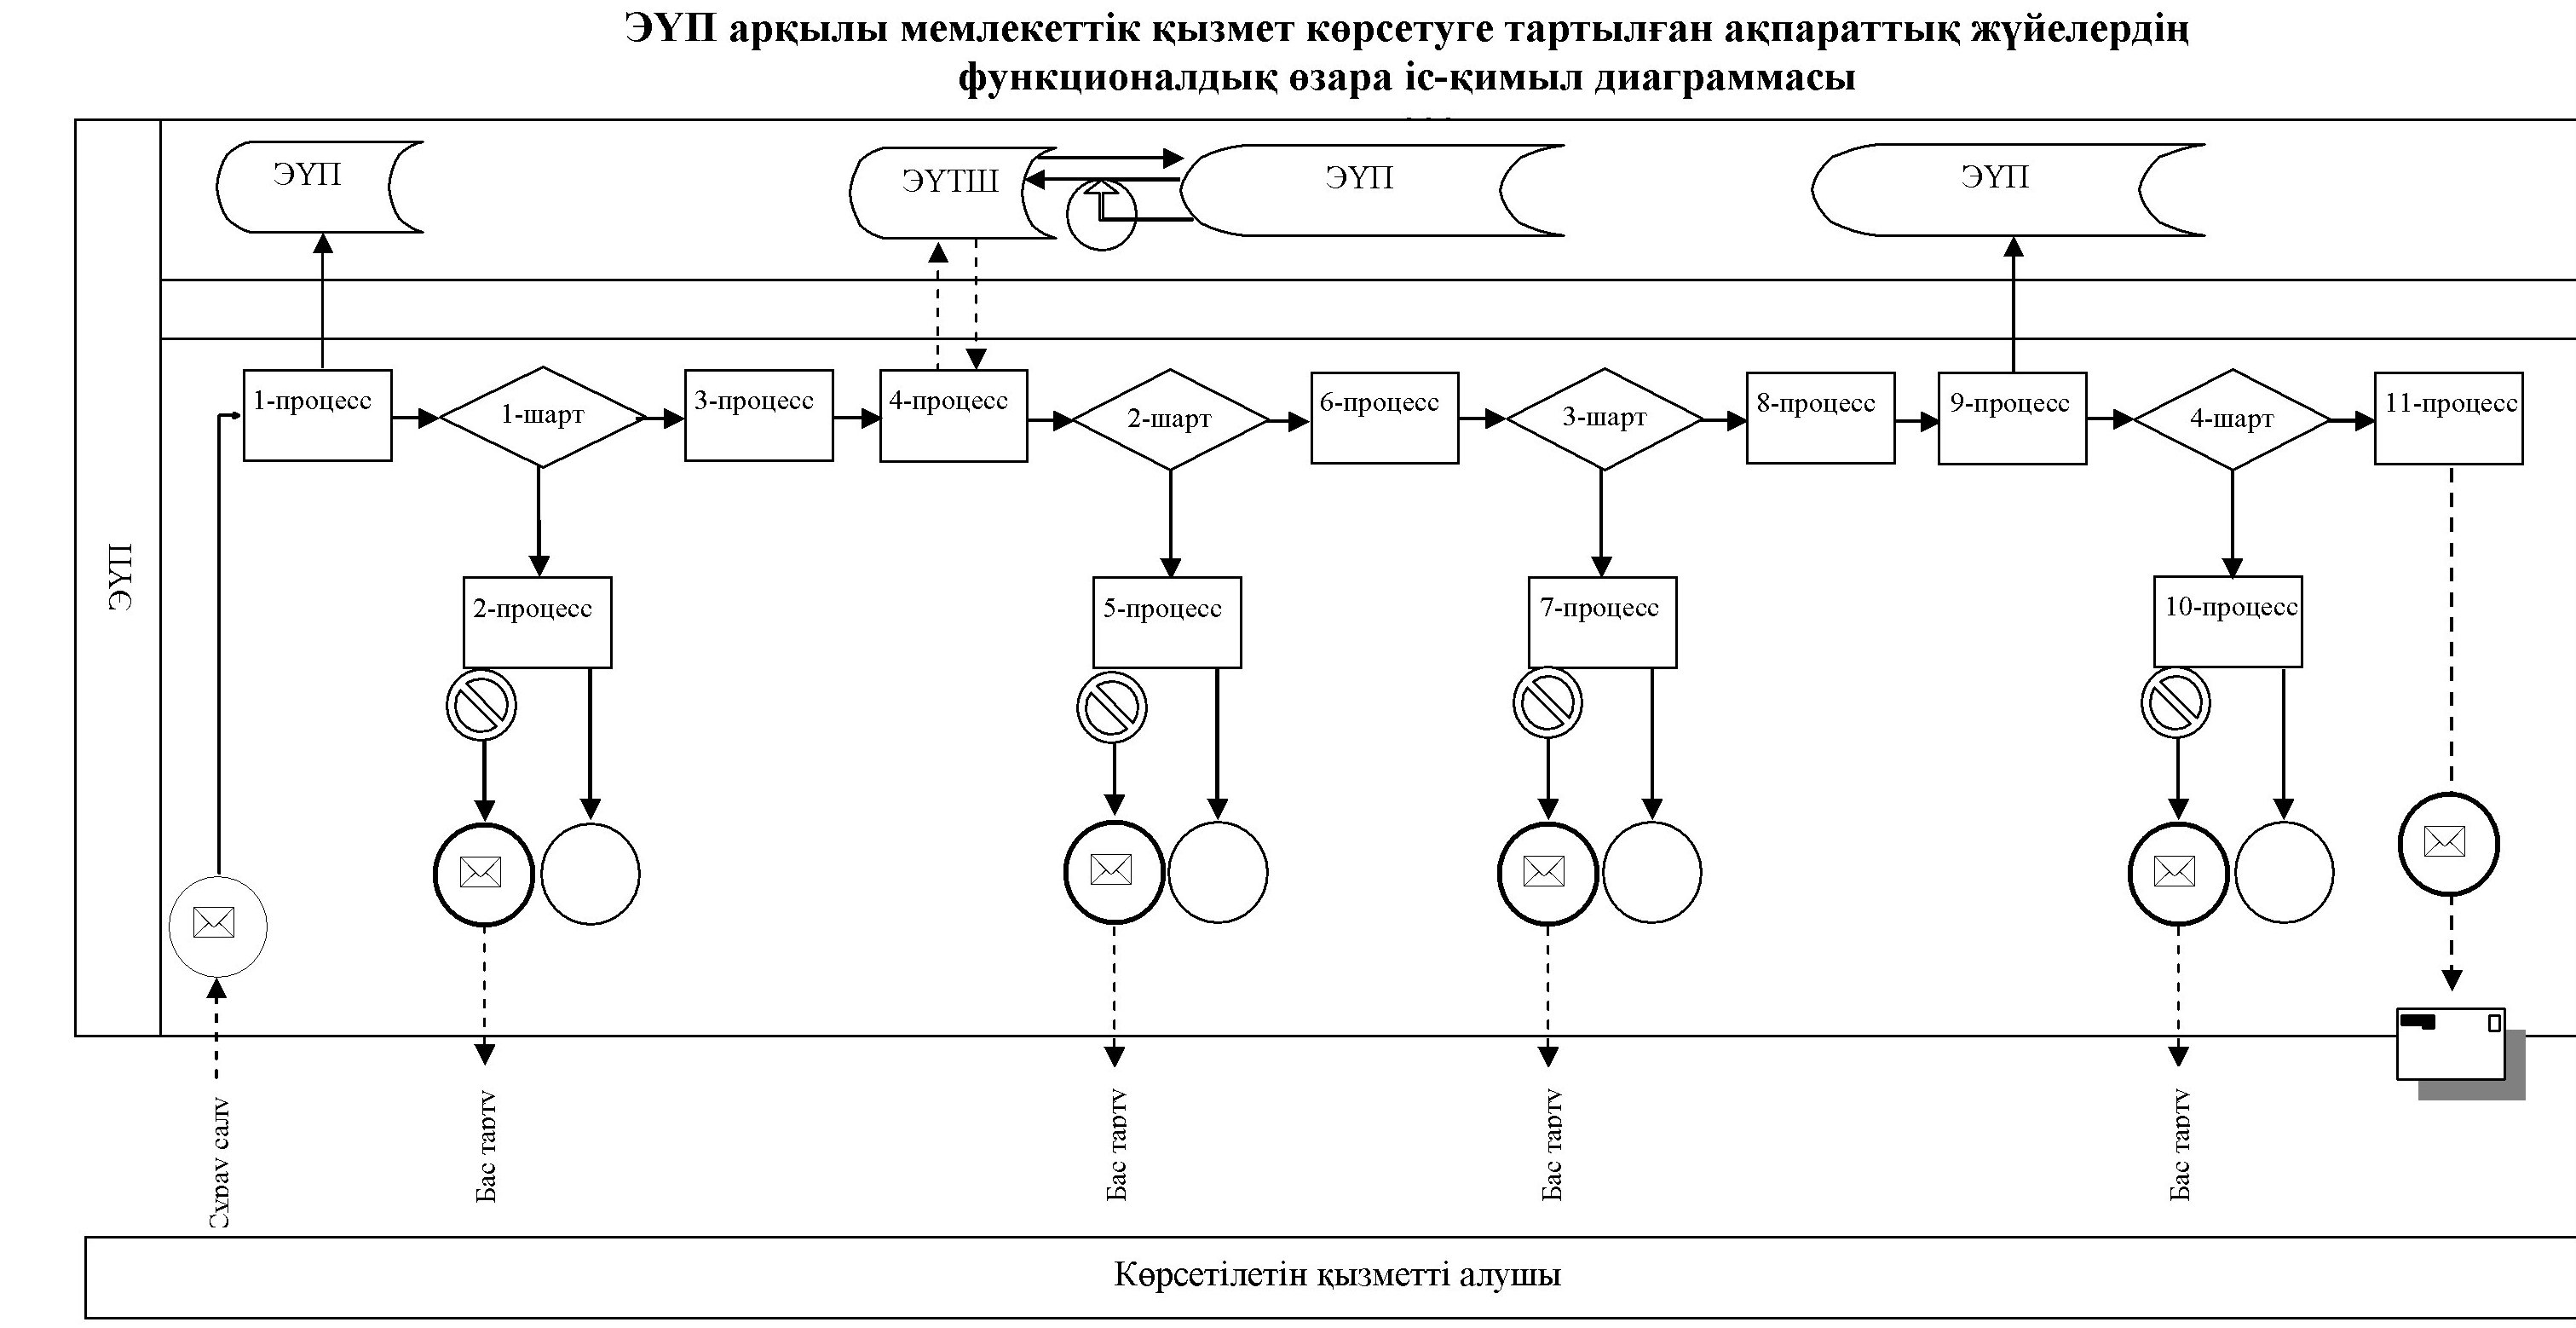 ЭҮП арқылы мемлекеттік қызмет көрсетуге тартылған ақпараттық жүйелердің
функционалдық өзара іс-қимыл диаграммасы
ЭҮП
ЭҮТШ
ЭҮП
ЭҮП
ЭҮП
1-процесс
1-шарт
3-процесс
4-процесс
2-шарт
6-процесс
3-шарт
8-процесс
9-процесс
4-шарт
11-процесс
2-процесс
5-процесс
7-процесс
10-процесс
Сұрау салу
Бас тарту
Бас тарту
Бас тарту
Бас тарту
Көрсетілетін қызметті алушы